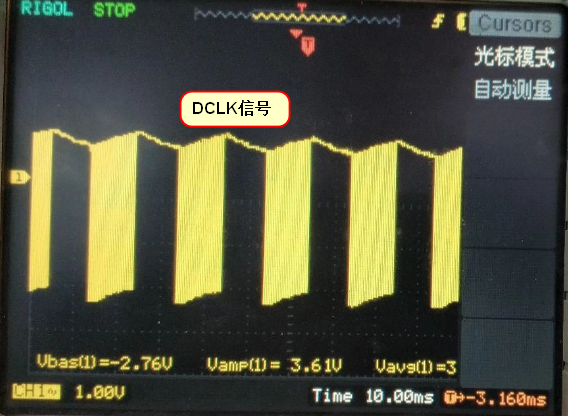 RIGOL STOP
T
Cursors
T
光标模式
自动测量
DCLK信号
1
Vbas(1)=-2.76V Vamp(1)= 3.61V Vavg(1)=3
CH1~ 1.00V Time 10.00ms T→-3.160ms